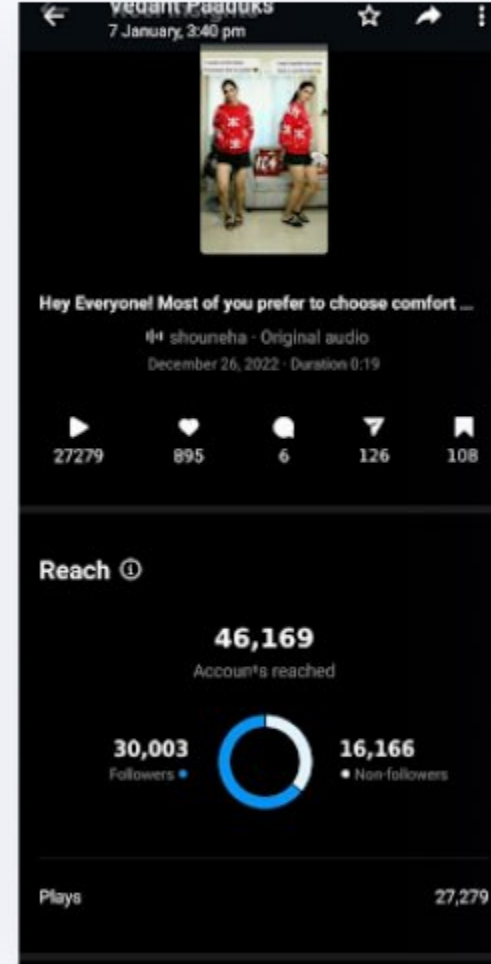 Vedant Paaduks
7 January, 3:40 pm
Hey Everyone! Most of you prefer to choose comfort ...
shouneha · Original audio
December 26, 2022 · Duration 0:19
27279 895 6 126 108
Reach
46,169
Accounts reached
30,003 16,166
Followers Non-followers
Plays 27,279